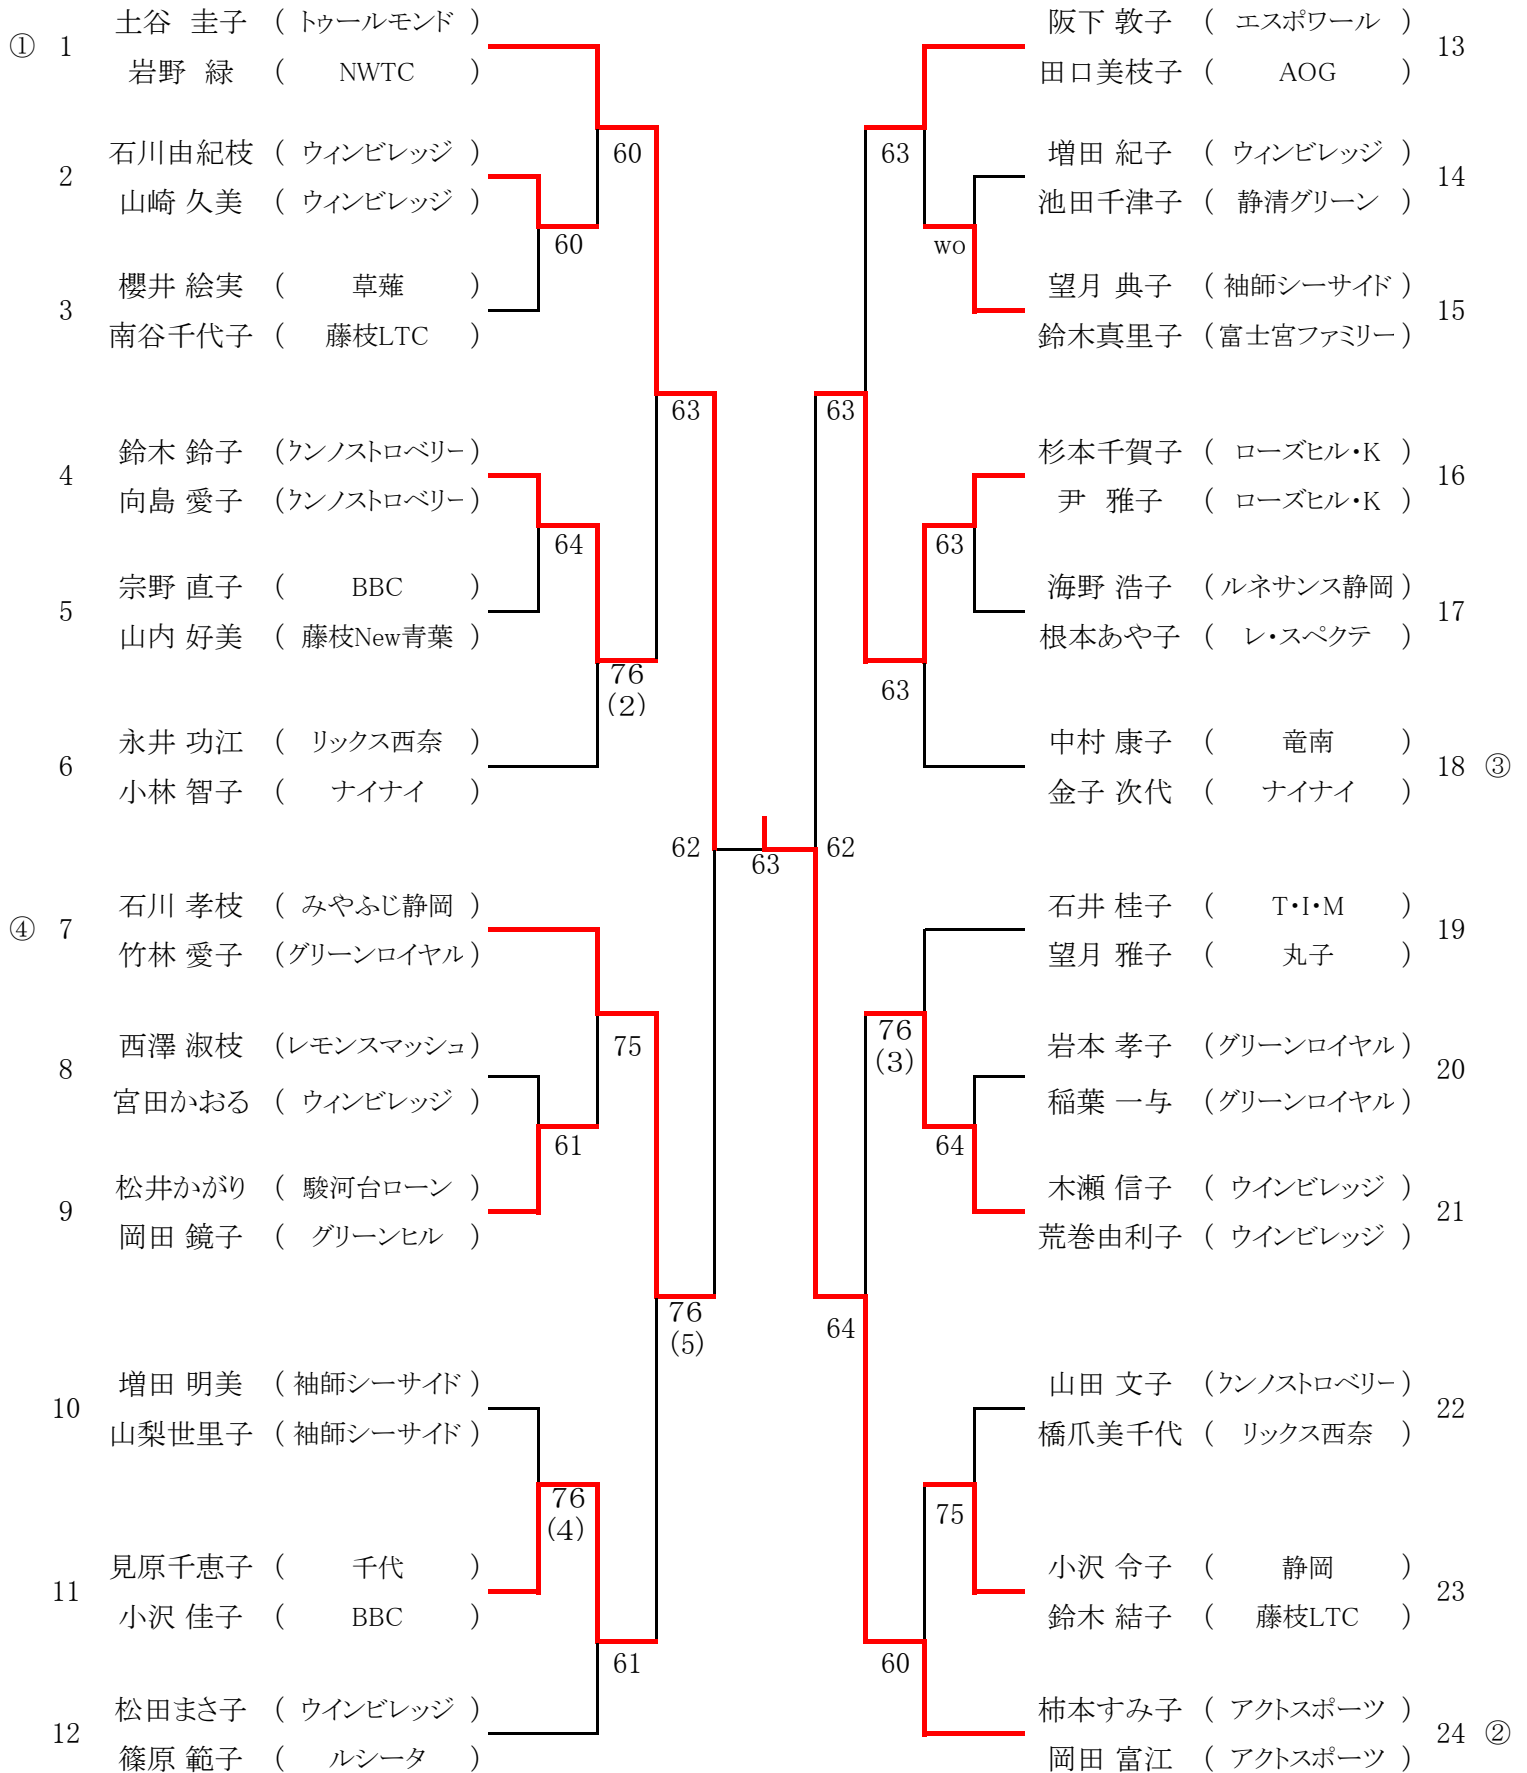 ① 1 土谷 圭子 ( トゥールモンド )
岩野 緑 ( NWTC )
2 石川由紀枝 ( ウィンビレッジ )
山崎 久美 ( ウィンビレッジ )
60
60
3 櫻井 絵実 ( 草薙 )
南谷千代子 ( 藤枝LTC )
63
4 鈴木 鈴子 (ケンノストロベリー)
向島 愛子 (ケンノストロベリー)
64
5 宗野 直子 ( BBC )
山内 好美 ( 藤枝New青葉 )
76
(2)
6 永井 功江 ( リックス西奈 )
小林 智子 ( ナイナイ )
62
63
④ 7 石川 孝枝 ( みやふじ静岡 )
竹林 愛子 (グリーンロイヤル)
8 西澤 淑枝 (レモンスマッシュ)
宮田かおる ( ウィンビレッジ )
75
61
9 松井かがり ( 駿河台ローン )
岡田 鏡子 ( グリーンヒル )
76
(5)
10 増田 明美 ( 袖師シーサイド )
山梨世里子 ( 袖師シーサイド )
76
(4)
11 見原千恵子 ( 千代 )
小沢 佳子 ( BBC )
61
12 松田まさ子 ( ウインビレッジ )
篠原 範子 ( ルシータ )
阪下 敦子 ( エスポワール ) 13
田口美枝子 ( AOG )
63
増田 紀子 ( ウィンビレッジ ) 14
池田千津子 ( 静清グリーン )
wo
望月 典子 ( 袖師シーサイド ) 15
鈴木真里子 (富士宮ファミリー)
63
杉本千賀子 ( ローズヒル・K ) 16
尹 雅子 ( ローズヒル・K )
63
海野 浩子 (ルネサンス静岡) 17
根本あや子 ( レ・スペクテ )
63
中村 康子 ( 竜南 ) 18 ③
金子 次代 ( ナイナイ )
62
石井 桂子 ( T・I・M ) 19
望月 雅子 ( 丸子 )
76
(3)
岩本 孝子 (グリーンロイヤル) 20
稲葉 一与 (グリーンロイヤル)
64
木瀬 信子 ( ウインビレッジ ) 21
荒巻由利子 ( ウインビレッジ )
64
山田 文子 (ケンノストロベリー) 22
橋爪美千代 ( リックス西奈 )
75
小沢 令子 ( 静岡 ) 23
鈴木 結子 ( 藤枝LTC )
60
柿本すみ子 ( アクトスポーツ ) 24 ②
岡田 富江 ( アクトスポーツ )